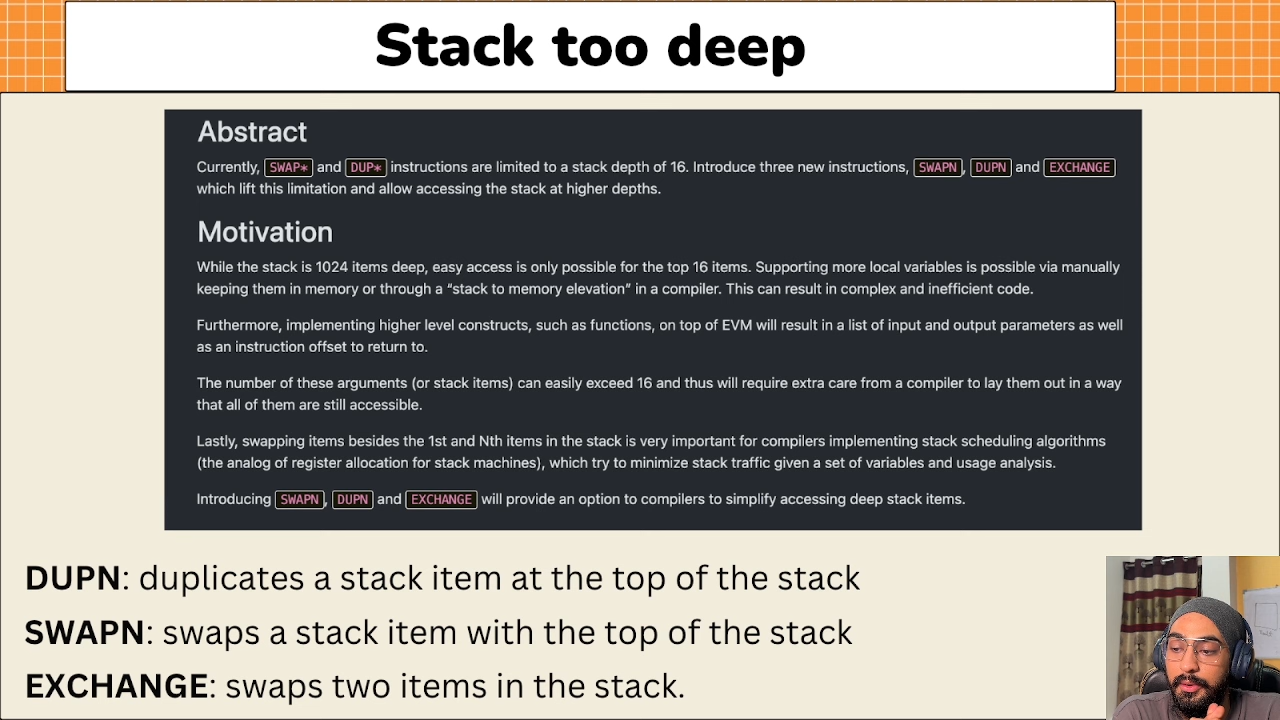 Stack too deep
Abstract
Currently, SWAP* and DUP* instructions are limited to a stack depth of 16. Introduce three new instructions, SWAPN, DUPN and EXCHANGE
which lift this limitation and allow accessing the stack at higher depths.
Motivation
While the stack is 1024 items deep, easy access is only possible for the top 16 items. Supporting more local variables is possible via manually
keeping them in memory or through a “stack to memory elevation” in a compiler. This can result in complex and inefficient code.
Furthermore, implementing higher level constructs, such as functions, on top of EVM will result in a list of input and output parameters as well
as an instruction offset to return to.
The number of these arguments (or stack items) can easily exceed 16 and thus will require extra care from a compiler to lay them out in a way
that all of them are still accessible.
Lastly, swapping items besides the 1st and Nth items in the stack is very important for compilers implementing stack scheduling algorithms
(the analog of register allocation for stack machines), which try to minimize stack traffic given a set of variables and usage analysis.
Introducing SWAPN, DUPN and EXCHANGE will provide an option to compilers to simplify accessing deep stack items.
DUPN: duplicates a stack item at the top of the stack
SWAPN: swaps a stack item with the top of the stack
EXCHANGE: swaps two items in the stack.